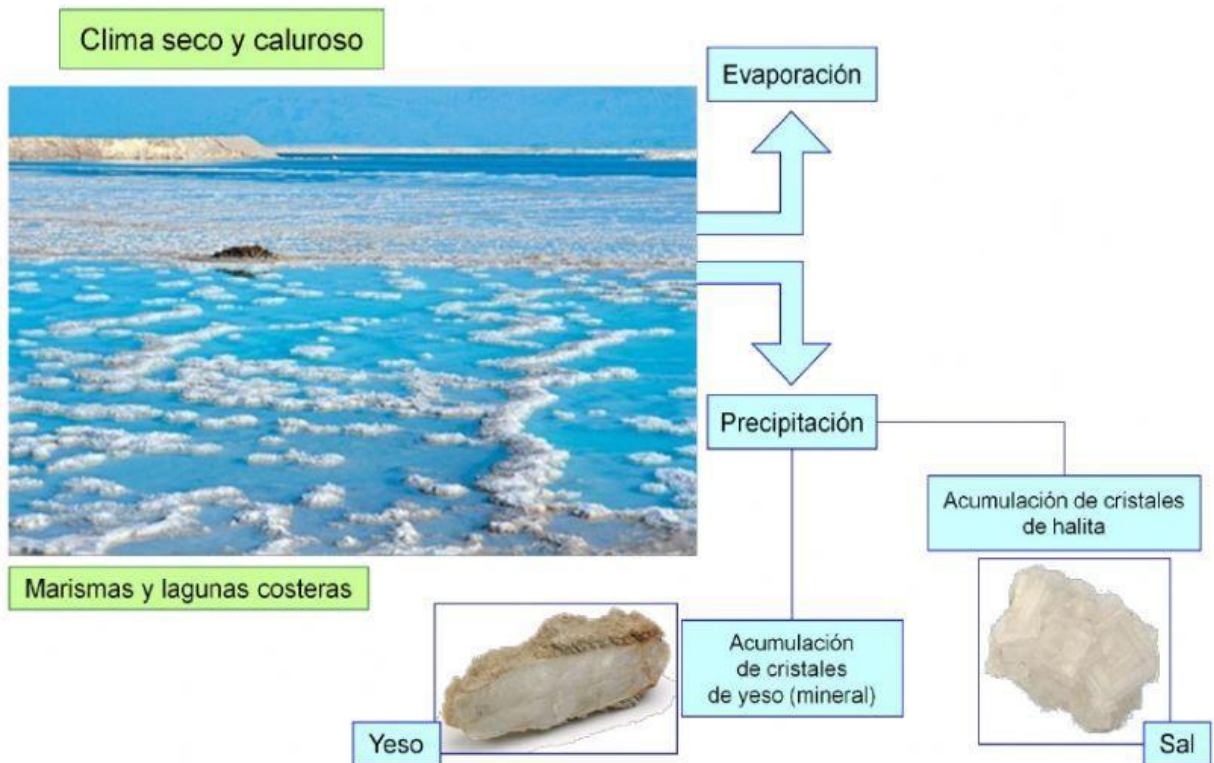 Clima seco y caluroso
Evaporación
Precipitación
Acumulación de cristales
de halita
Marismas y lagunas costeras
Acumulación
de cristales
de yeso (mineral)
Yeso
Sal